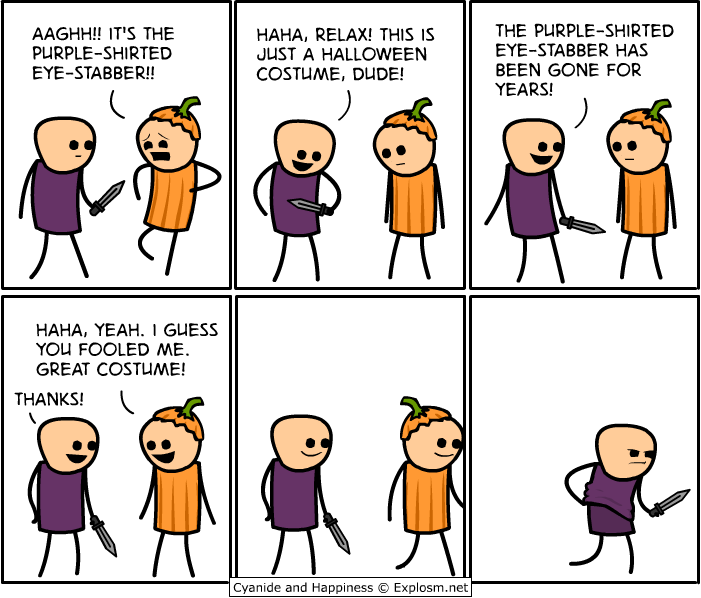 AAGHH!! IT'S THE
PURPLE-SHIRTED
EYE-STABBER!!
HAHA, RELAX! THIS IS
JUST A HALLOWEEN
COSTUME, DUDE!
THE PURPLE-SHIRTED
EYE-STABBER HAS
BEEN GONE FOR
YEARS!
HAHA, YEAH. I GUESS
YOU FOOLED ME.
GREAT COSTUME!
THANKS!
Cyanide and Happiness © Explosm.net